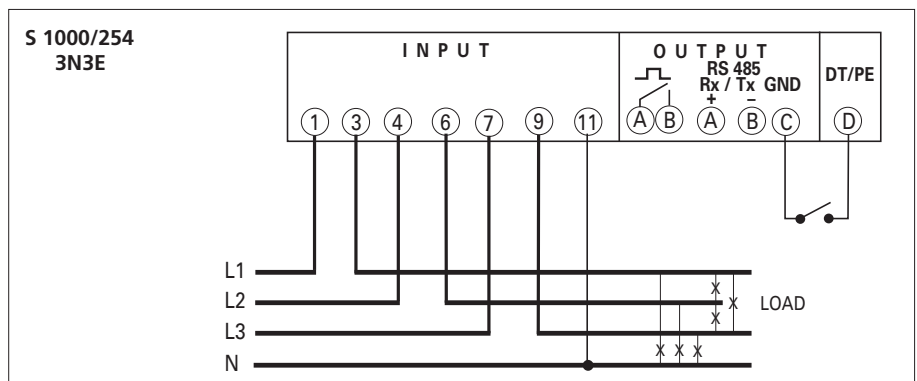 S 1000/254
3N3E
INPUT
OUTPUT
RS 485
Rx / Tx GND
+ –
DT/PE
1 3 4 6 7 9 11 A B A B C D
L1
L2
L3
N
X
X X
X
X X X
LOAD